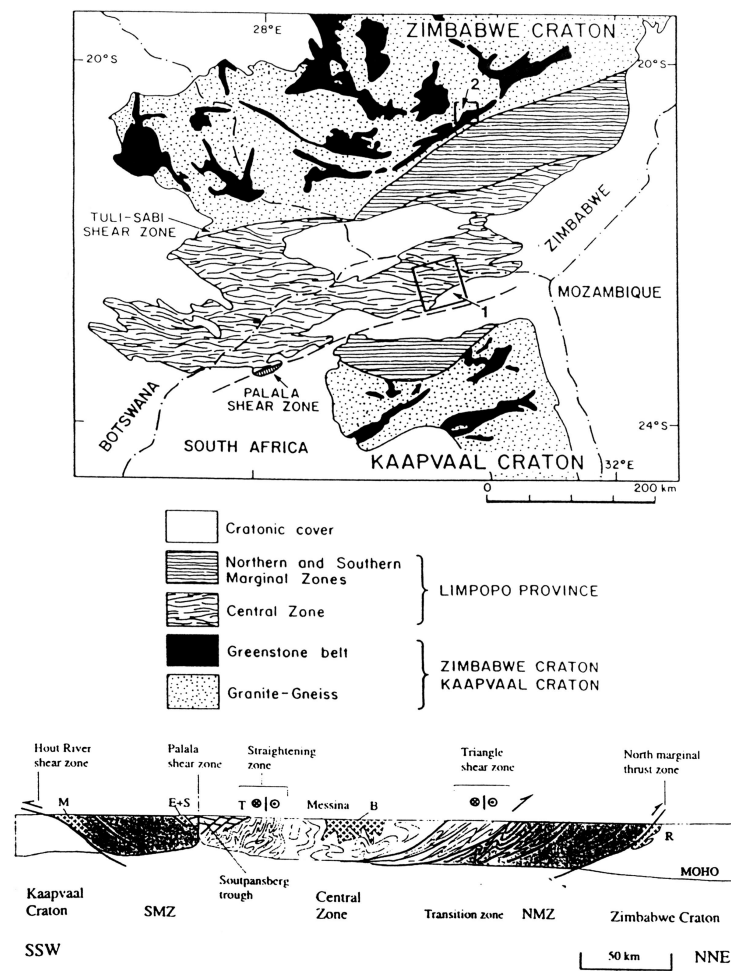 28°E
ZIMBABWE CRATON
20°S
20°S
2
TULI-SABI
SHEAR ZONE
ZIMBABWE
MOZAMBIQUE
1
PALALA
SHEAR ZONE
BOTSWANA
SOUTH AFRICA
24°S
KAAPVAAL CRATON
32°E
0
200 km
Cratonic cover
Northern and Southern
Marginal Zones
LIMPOPO PROVINCE
Central Zone
Greenstone belt
ZIMBABWE CRATON
KAAPVAAL CRATON
Granite-Gneiss
Hout River
shear zone
Palala
shear zone
Straightening
zone
Triangle
shear zone
North marginal
thrust zone
M
E+S
T
Messina
B
R
MOHO
Soutpansberg
trough
Kaapvaal
Craton
SMZ
Central
Zone
Transition zone
NMZ
Zimbabwe Craton
SSW
50 km
NNE